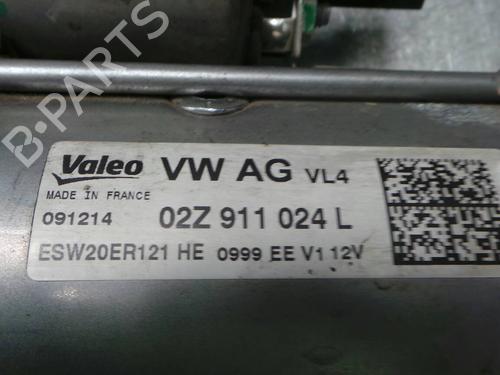 B-PARTS
Valeo VW AG VL4
MADE IN FRANCE
091214 02Z 911 024 L
ESW20ER121 HE 0999 EE V1 12V